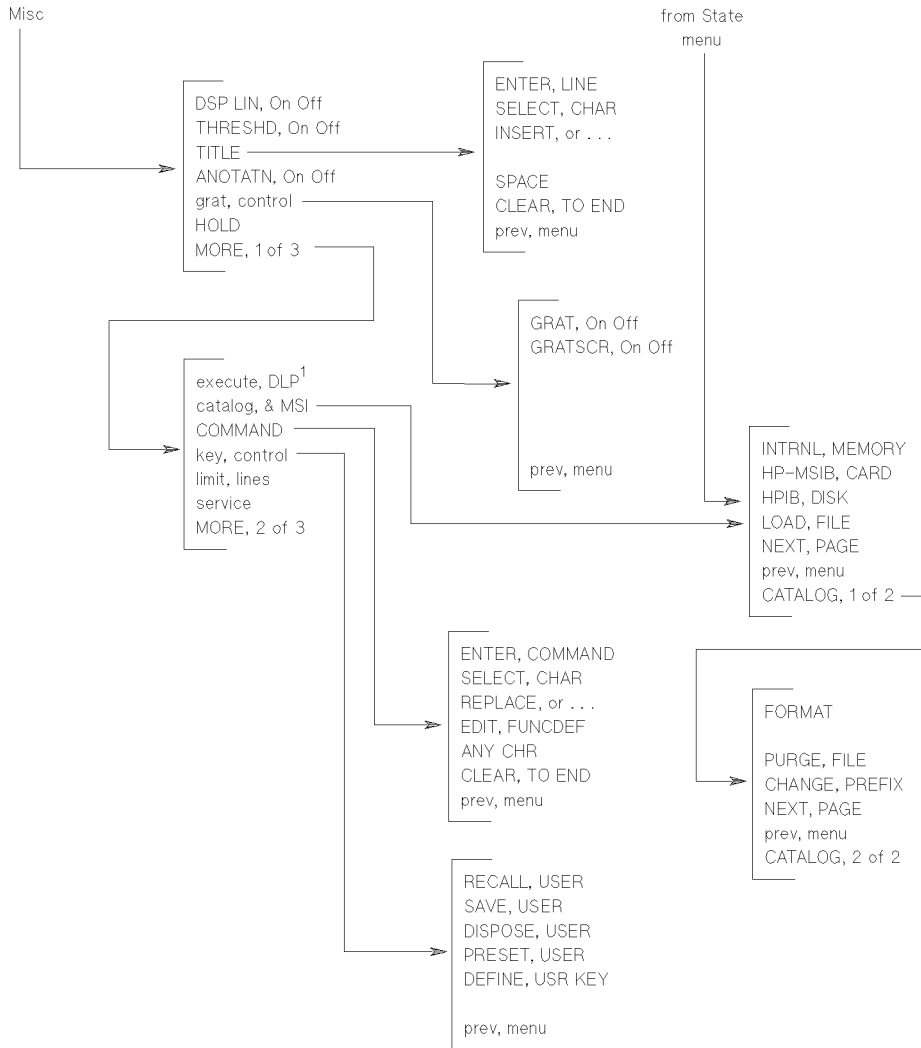 Misc
from State
menu
DSP LIN, On Off
THRESHD, On Off
TITLE
ANOTATN, On Off
grat, control
HOLD
MORE, 1 of 3
ENTER, LINE
SELECT, CHAR
INSERT, or . . .
SPACE
CLEAR, TO END
prev, menu
GRAT, On Off
GRATSCR, On Off
prev, menu
execute, DLP¹
catalog, & MSI
COMMAND
key, control
limit, lines
service
MORE, 2 of 3
INTRNL, MEMORY
HP-MSIB, CARD
HPIB, DISK
LOAD, FILE
NEXT, PAGE
prev, menu
CATALOG, 1 of 2
ENTER, COMMAND
SELECT, CHAR
REPLACE, or . . .
EDIT, FUNCDEF
ANY CHR
CLEAR, TO END
prev, menu
FORMAT
PURGE, FILE
CHANGE, PREFIX
NEXT, PAGE
prev, menu
CATALOG, 2 of 2
RECALL, USER
SAVE, USER
DISPOSE, USER
PRESET, USER
DEFINE, USR KEY
prev, menu